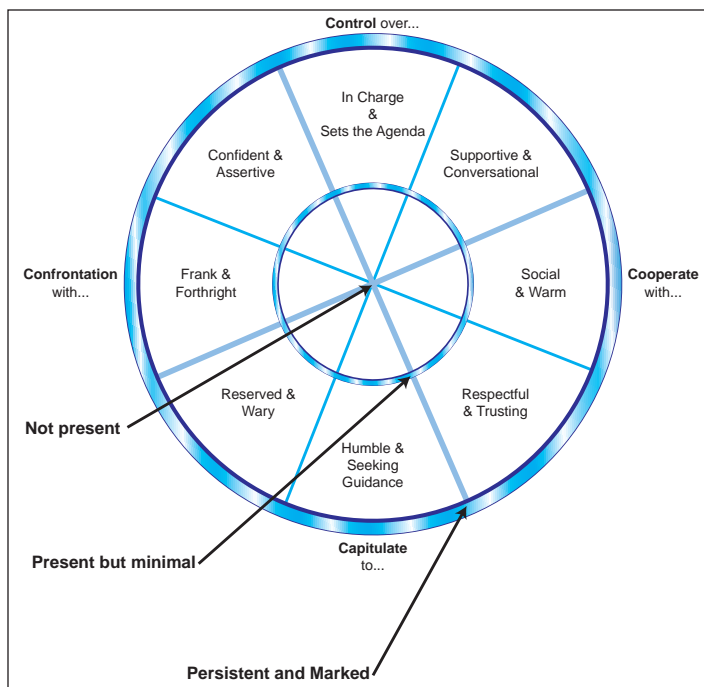 Control over...
In Charge
&
Sets the Agenda
Confident &
Assertive
Supportive &
Conversational
Confrontation
with...
Frank &
Forthright
Social
& Warm
Cooperate
with...
Reserved &
Wary
Respectful
& Trusting
Not present
Humble &
Seeking
Guidance
Present but minimal
Capitulate
to...
Persistent and Marked